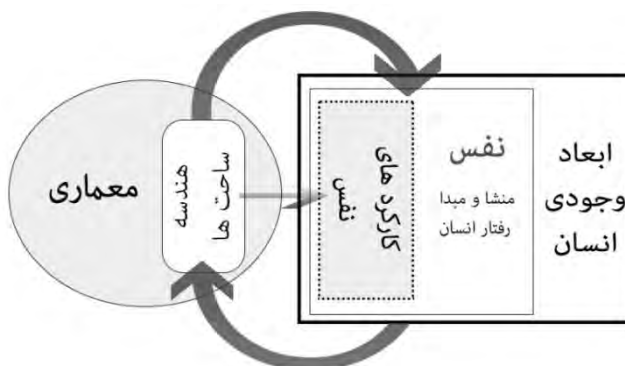 ابعاد
وجودی
انسان
نفس
منشا و مبدا
رفتار انسان
کارکرد های
نفس
ساحت ها
هندسه
معماری